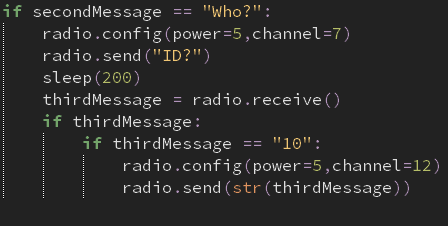 if secondMessage == "Who?":
    radio.config(power=5,channel=7)
    radio.send("ID?")
    sleep(200)
    thirdMessage = radio.receive()
    if thirdMessage:
        if thirdMessage == "10":
            radio.config(power=5,channel=12)
            radio.send(str(thirdMessage))